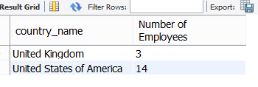 Result Grid Filter Rows: Export:
country_name Number of
Employees
United Kingdom 3
United States of America 14